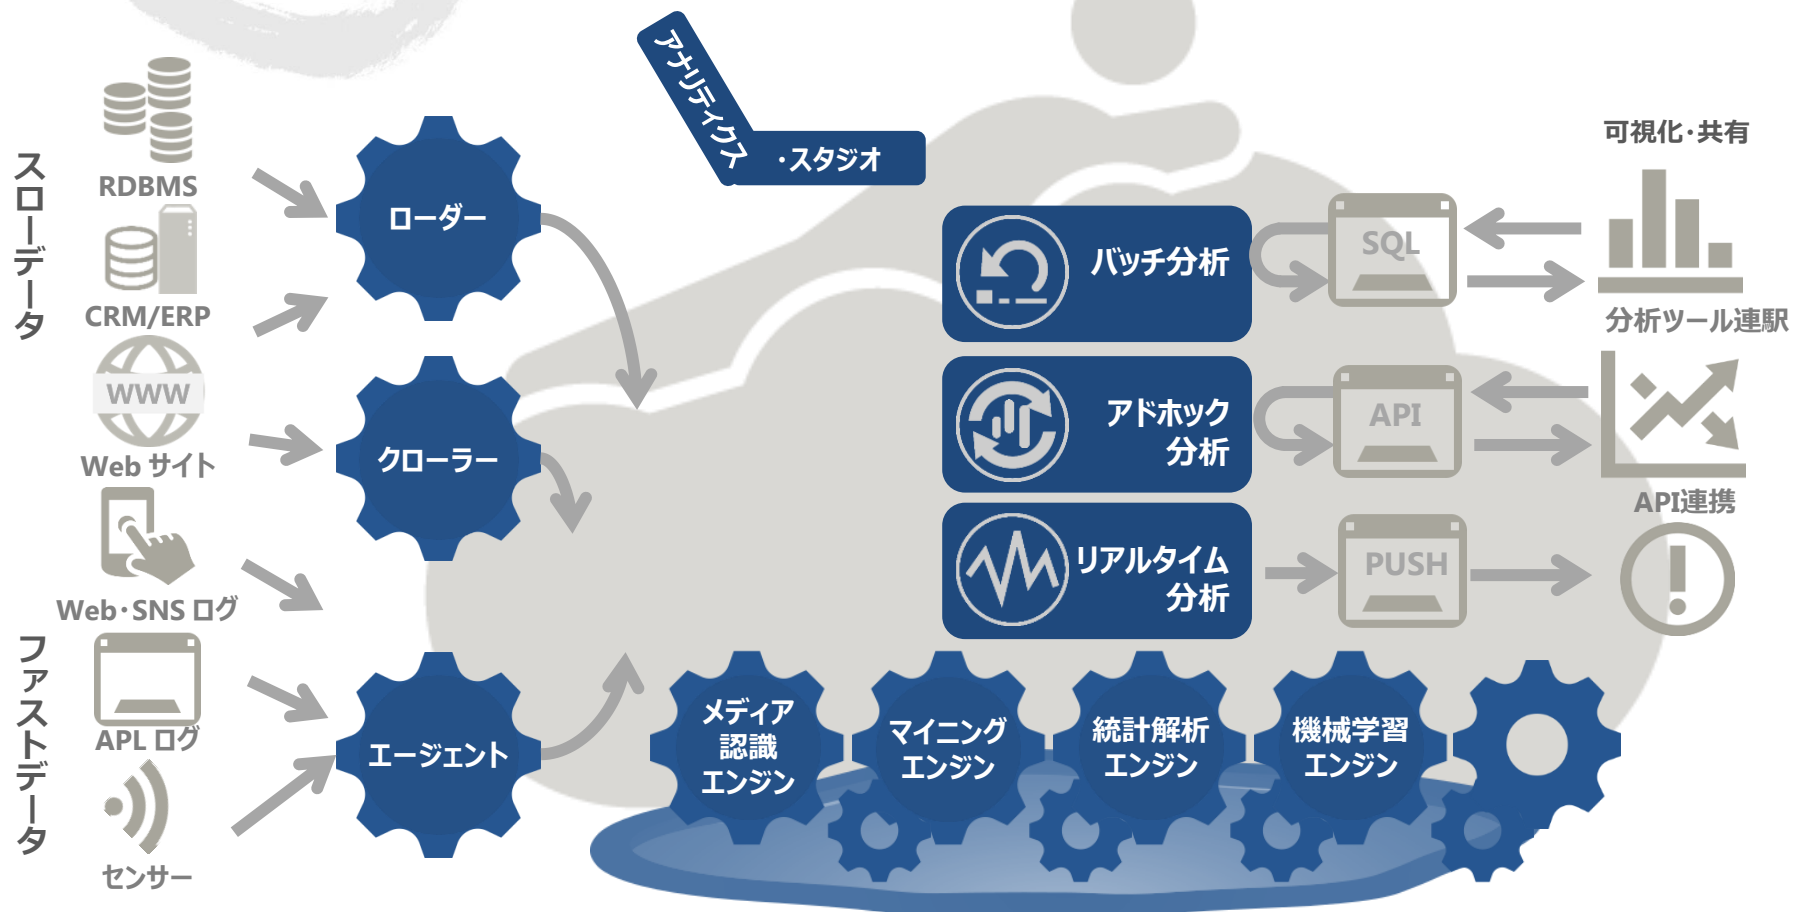 スローデータ
RDBMS
CRM/ERP
WWW
Web サイト
Web・SNS ログ
ファストデータ
APL ログ
センサー
ローダー
クローラー
エージェント
アナリティクス
・スタジオ
バッチ分析
アドホック
分析
リアルタイム
分析
SQL
API
PUSH
可視化・共有
分析ツール連駅
API連携
メディア
認識
エンジン
マイニング
エンジン
統計解析
エンジン
機械学習
エンジン